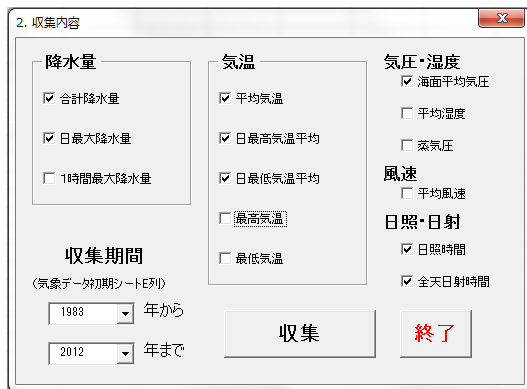 2. 収集内容
降水量
合計降水量
日最大降水量
1時間最大降水量
収集期間
(気象データ初期シートE列)
1983 年から
2012 年まで
気温
平均気温
日最高気温平均
日最低気温平均
最高気温
最低気温
気圧・湿度
海面平均気圧
平均湿度
蒸気圧
風速
平均風速
日照・日射
日照時間
全天日射時間
収集
終了